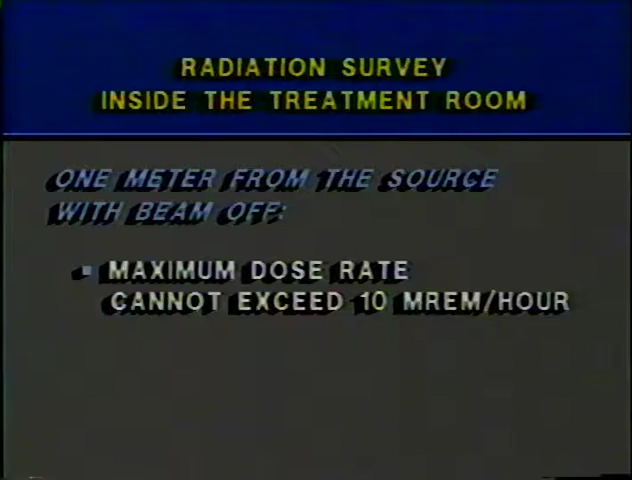 RADIATION SURVEY
INSIDE THE TREATMENT ROOM
ONE METER FROM THE SOURCE
WITH BEAM OFF:
▪ MAXIMUM DOSE RATE
CANNOT EXCEED 10 MREM/HOUR